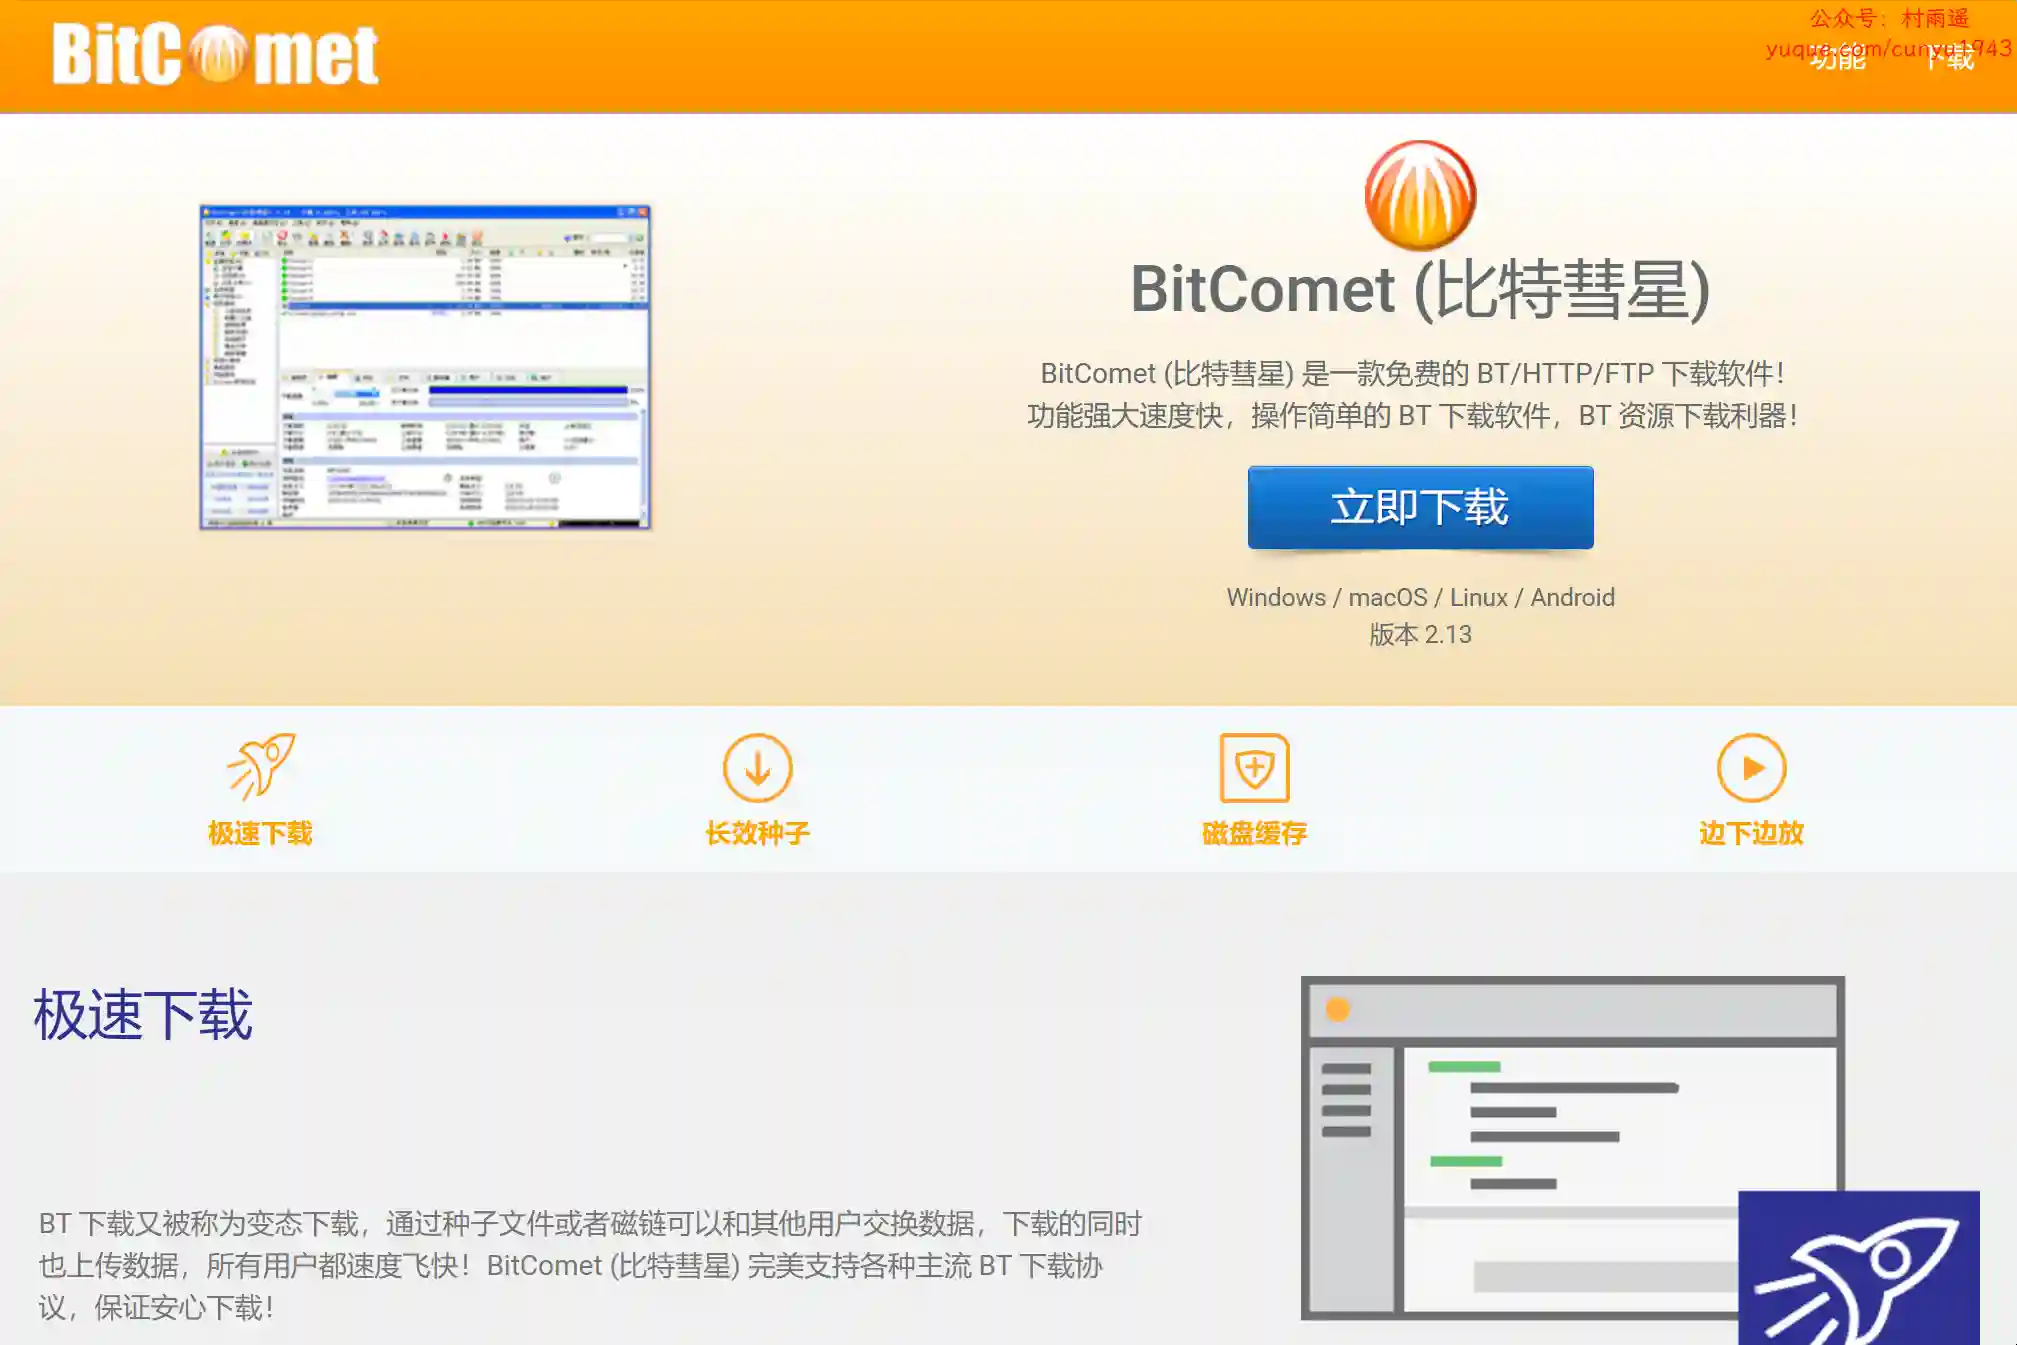 BitComet
公众号：村雨遥
yuque.com/cunyu1943
功能 下载
BitComet (比特彗星)
BitComet (比特彗星) 是一款免费的 BT/HTTP/FTP 下载软件！
功能强大速度快，操作简单的 BT 下载软件，BT 资源下载利器！
立即下载
Windows / macOS / Linux / Android
版本 2.13
极速下载
长效种子
磁盘缓存
边下边放
极速下载
BT 下载又被称为变态下载，通过种子文件或者磁链可以和其他用户交换数据，下载的同时
也上传数据，所有用户都速度飞快！BitComet (比特彗星) 完美支持各种主流 BT 下载协
议，保证安心下载！